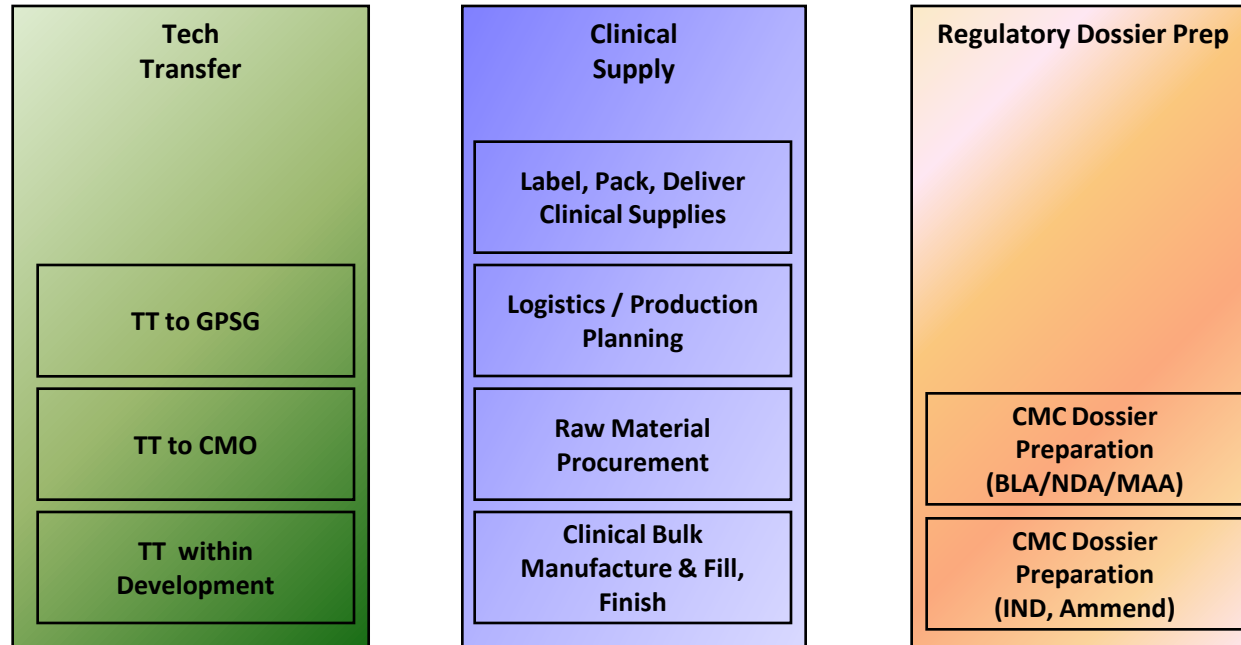 Tech
Transfer
TT to GPSG
TT to CMO
TT within
Development
Clinical
Supply
Label, Pack, Deliver
Clinical Supplies
Logistics / Production
Planning
Raw Material
Procurement
Clinical Bulk
Manufacture & Fill,
Finish
Regulatory Dossier Prep
CMC Dossier
Preparation
(BLA/NDA/MAA)
CMC Dossier
Preparation
(IND, Ammend)